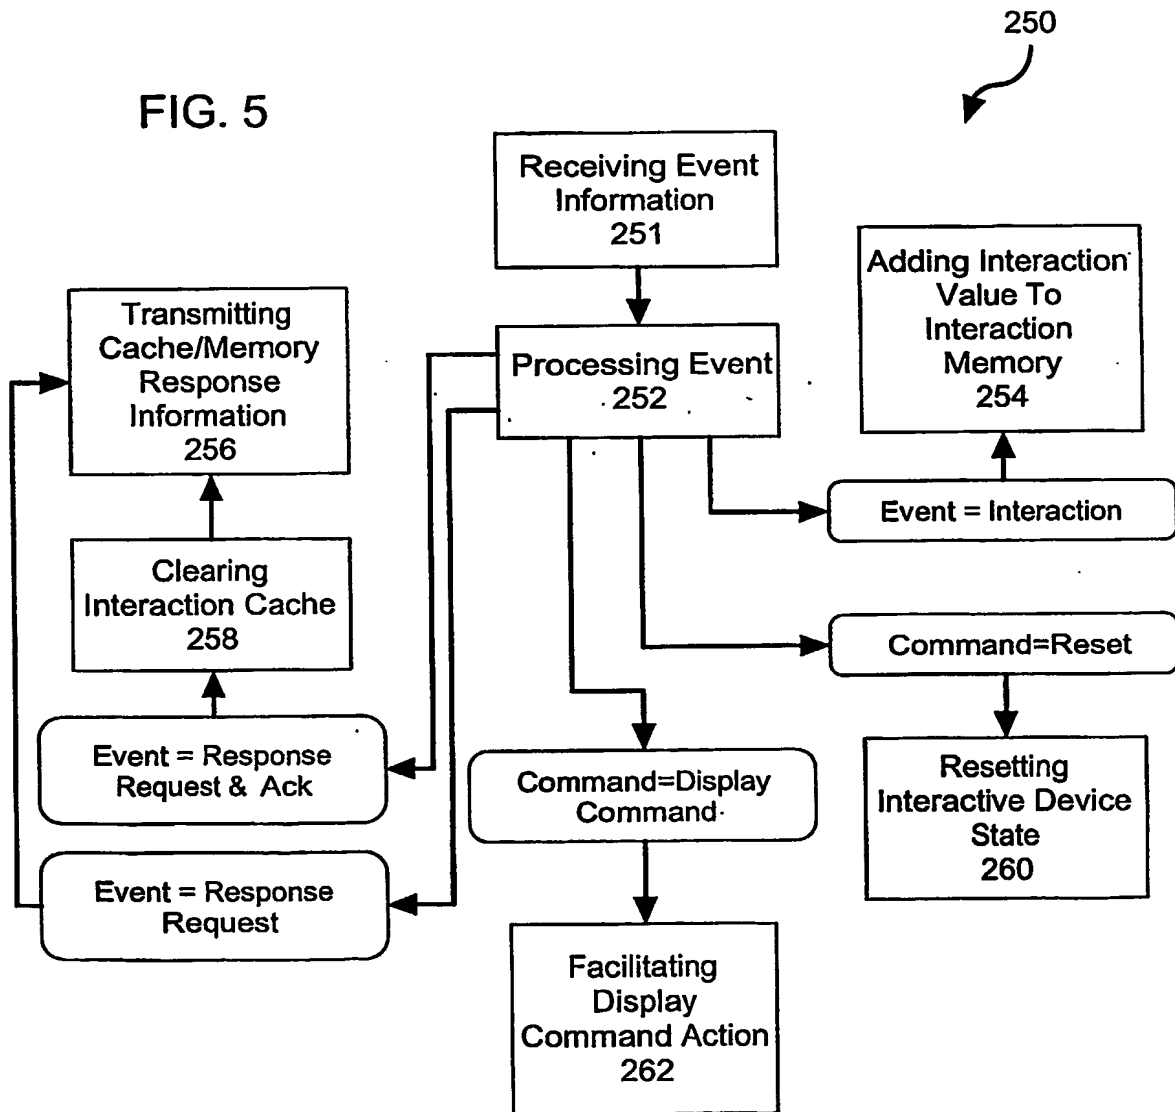 250
FIG. 5
Receiving Event
Information
251
Adding Interaction
Value To
Interaction
Memory
254
Transmitting
Cache/Memory
Response
Information
256
Processing Event
252
Event = Interaction
Clearing
Interaction Cache
258
Command=Reset
Event = Response
Request & Ack
Command=Display
Command
Resetting
Interactive Device
State
260
Event = Response
Request
Facilitating
Display
Command Action
262